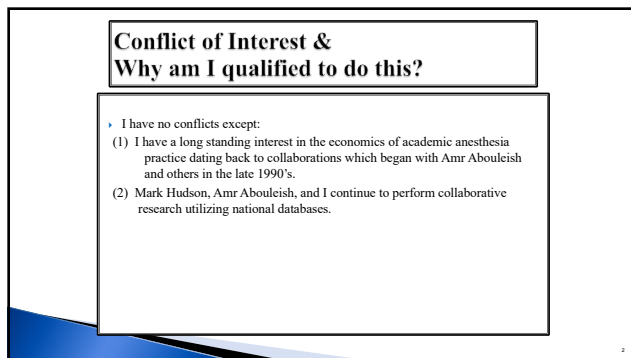 Conflict of Interest &
Why am I qualified to do this?
I have no conflicts except:
(1) I have a long standing interest in the economics of academic anesthesia
practice dating back to collaborations which began with Amr Abouleish
and others in the late 1990's.
(2) Mark Hudson, Amr Abouleish, and I continue to perform collaborative
research utilizing national databases.
2